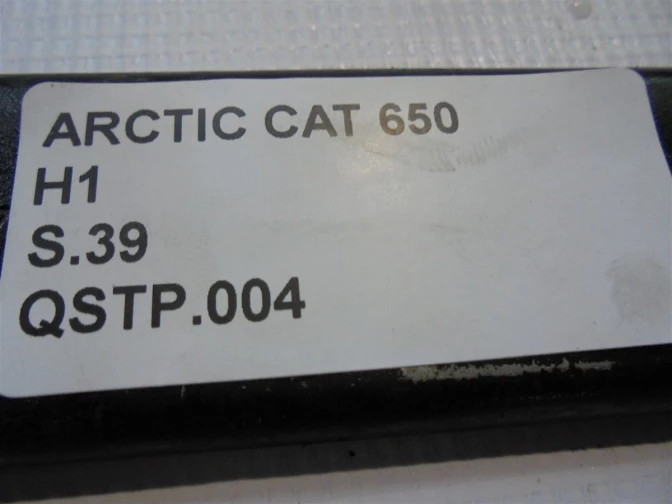 ARCTIC CAT 650
H1
S.39
QSTP.004